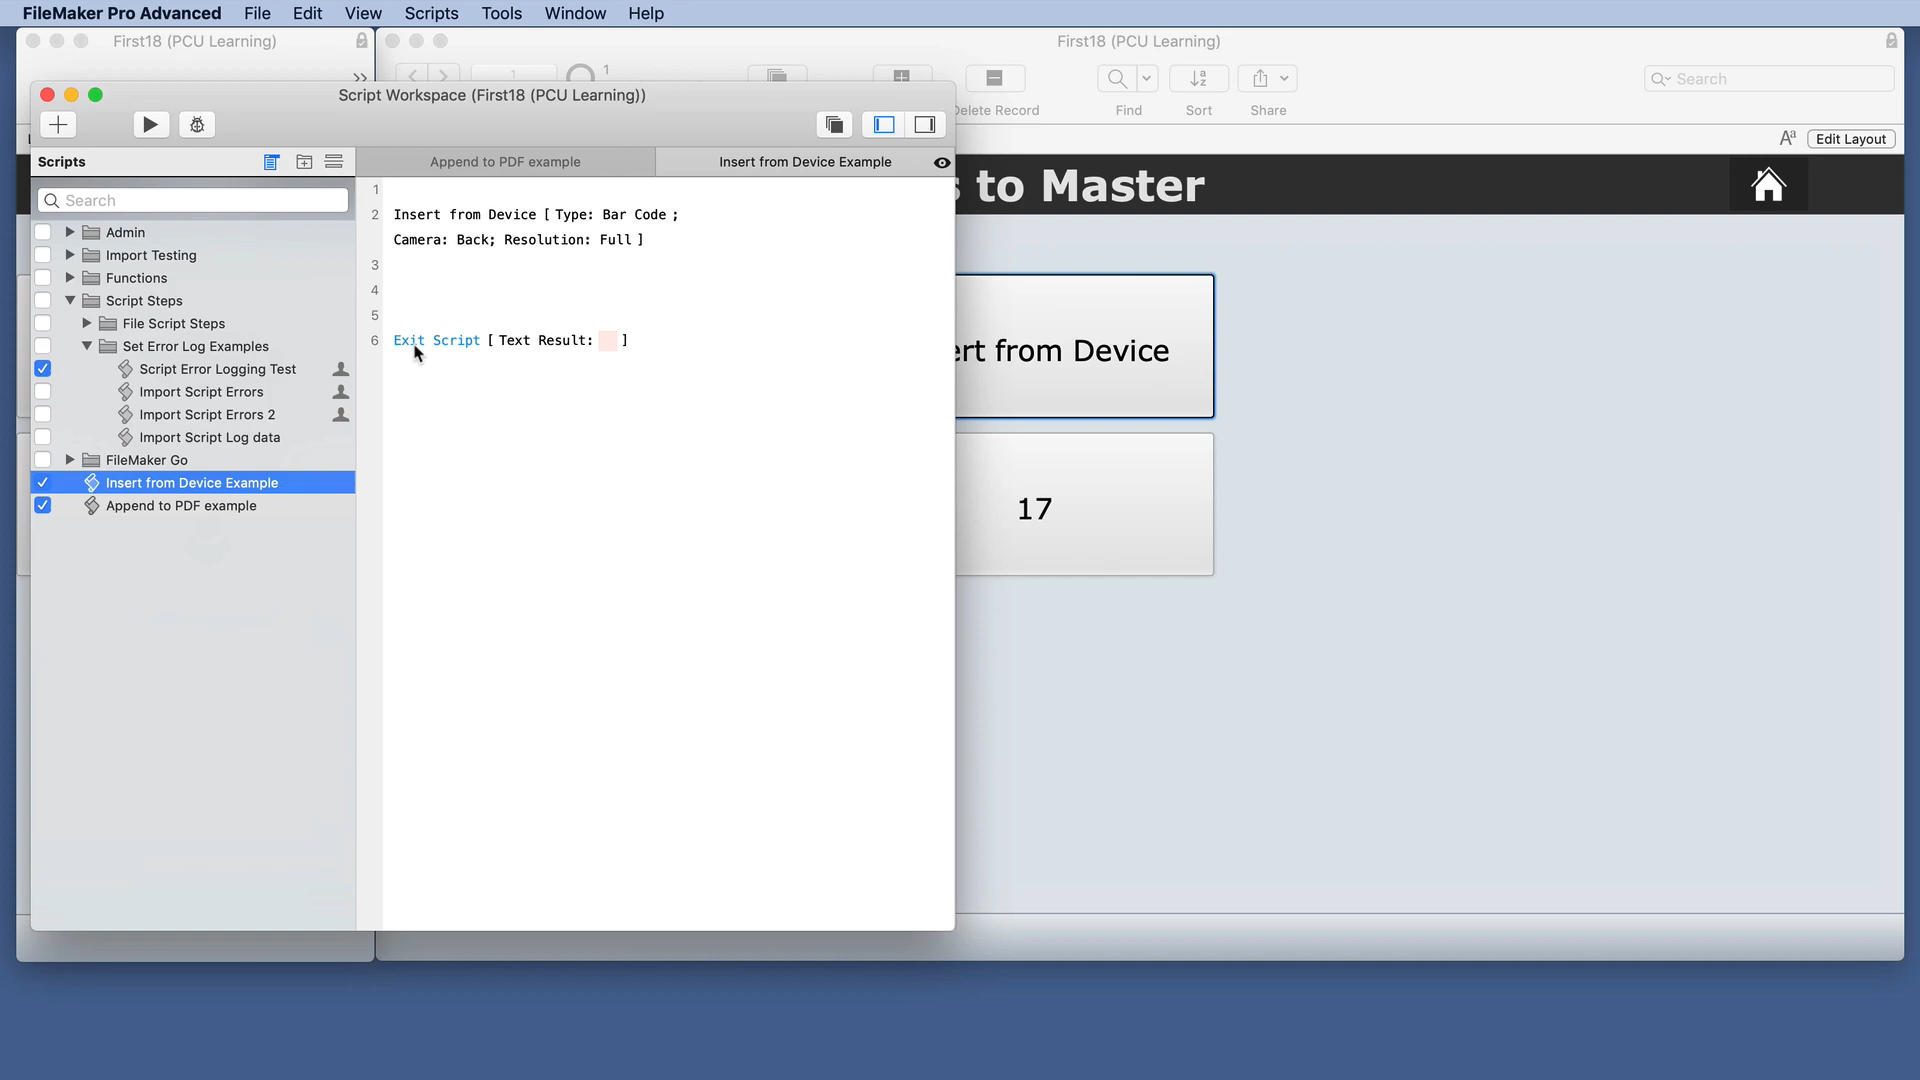 FileMaker Pro Advanced File Edit View Scripts Tools Window Help
First18 (PCU Learning)
First18 (PCU Learning)
1
1
Delete Record
Find
Sort
Share
Search
Edit Layout
to Master
Script Workspace (First18 (PCU Learning))
Scripts
Search
Admin
Import Testing
Functions
Script Steps
File Script Steps
Set Error Log Examples
Script Error Logging Test
Import Script Errors
Import Script Errors 2
Import Script Log data
FileMaker Go
Insert from Device Example
Append to PDF example
Append to PDF example
Insert from Device Example
1
2 Insert from Device [ Type: Bar Code ;
Camera: Back; Resolution: Full ]
3
4
5
6 Exit Script [ Text Result: ]
from Device
17